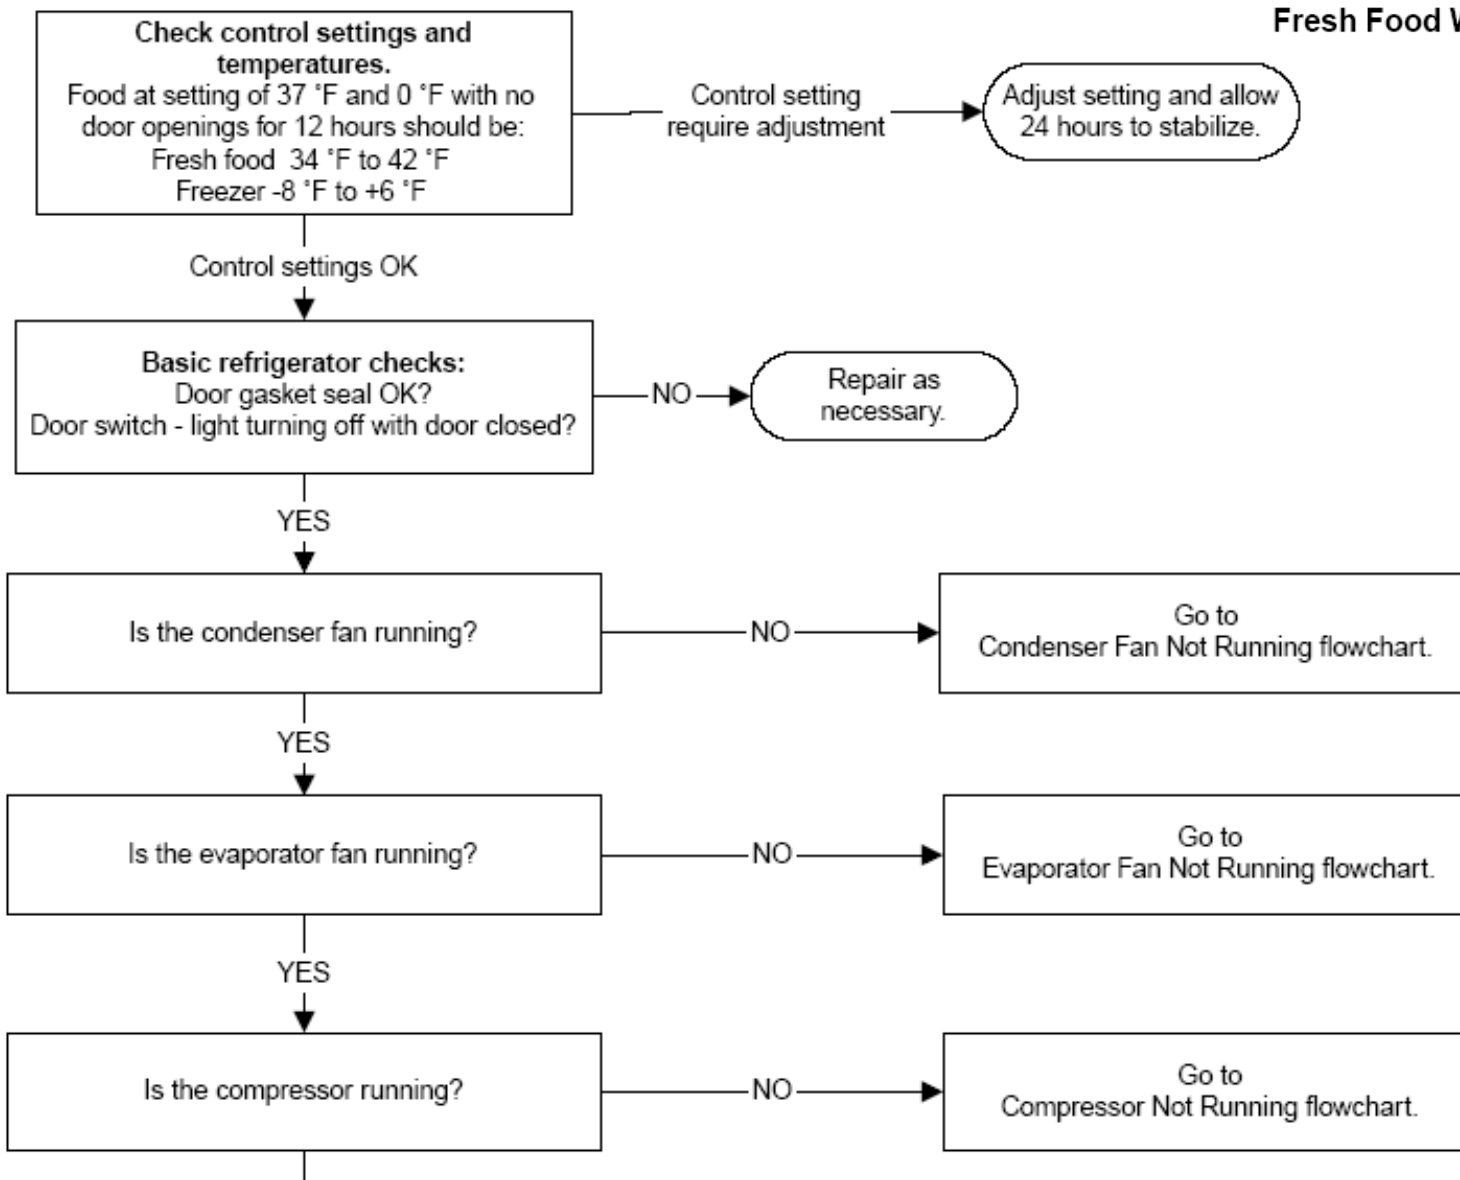 Fresh Food
Check control settings and
temperatures.
Food at setting of 37 °F and 0 °F with no
door openings for 12 hours should be:
Fresh food  34 °F to 42 °F
Freezer -8 °F to +6 °F
Control setting
require adjustment
Adjust setting and allow
24 hours to stabilize.
Control settings OK
Basic refrigerator checks:
Door gasket seal OK?
Door switch - light turning off with door closed?
NO
Repair as
necessary.
YES
Is the condenser fan running?
NO
Go to
Condenser Fan Not Running flowchart.
YES
Is the evaporator fan running?
NO
Go to
Evaporator Fan Not Running flowchart.
YES
Is the compressor running?
NO
Go to
Compressor Not Running flowchart.